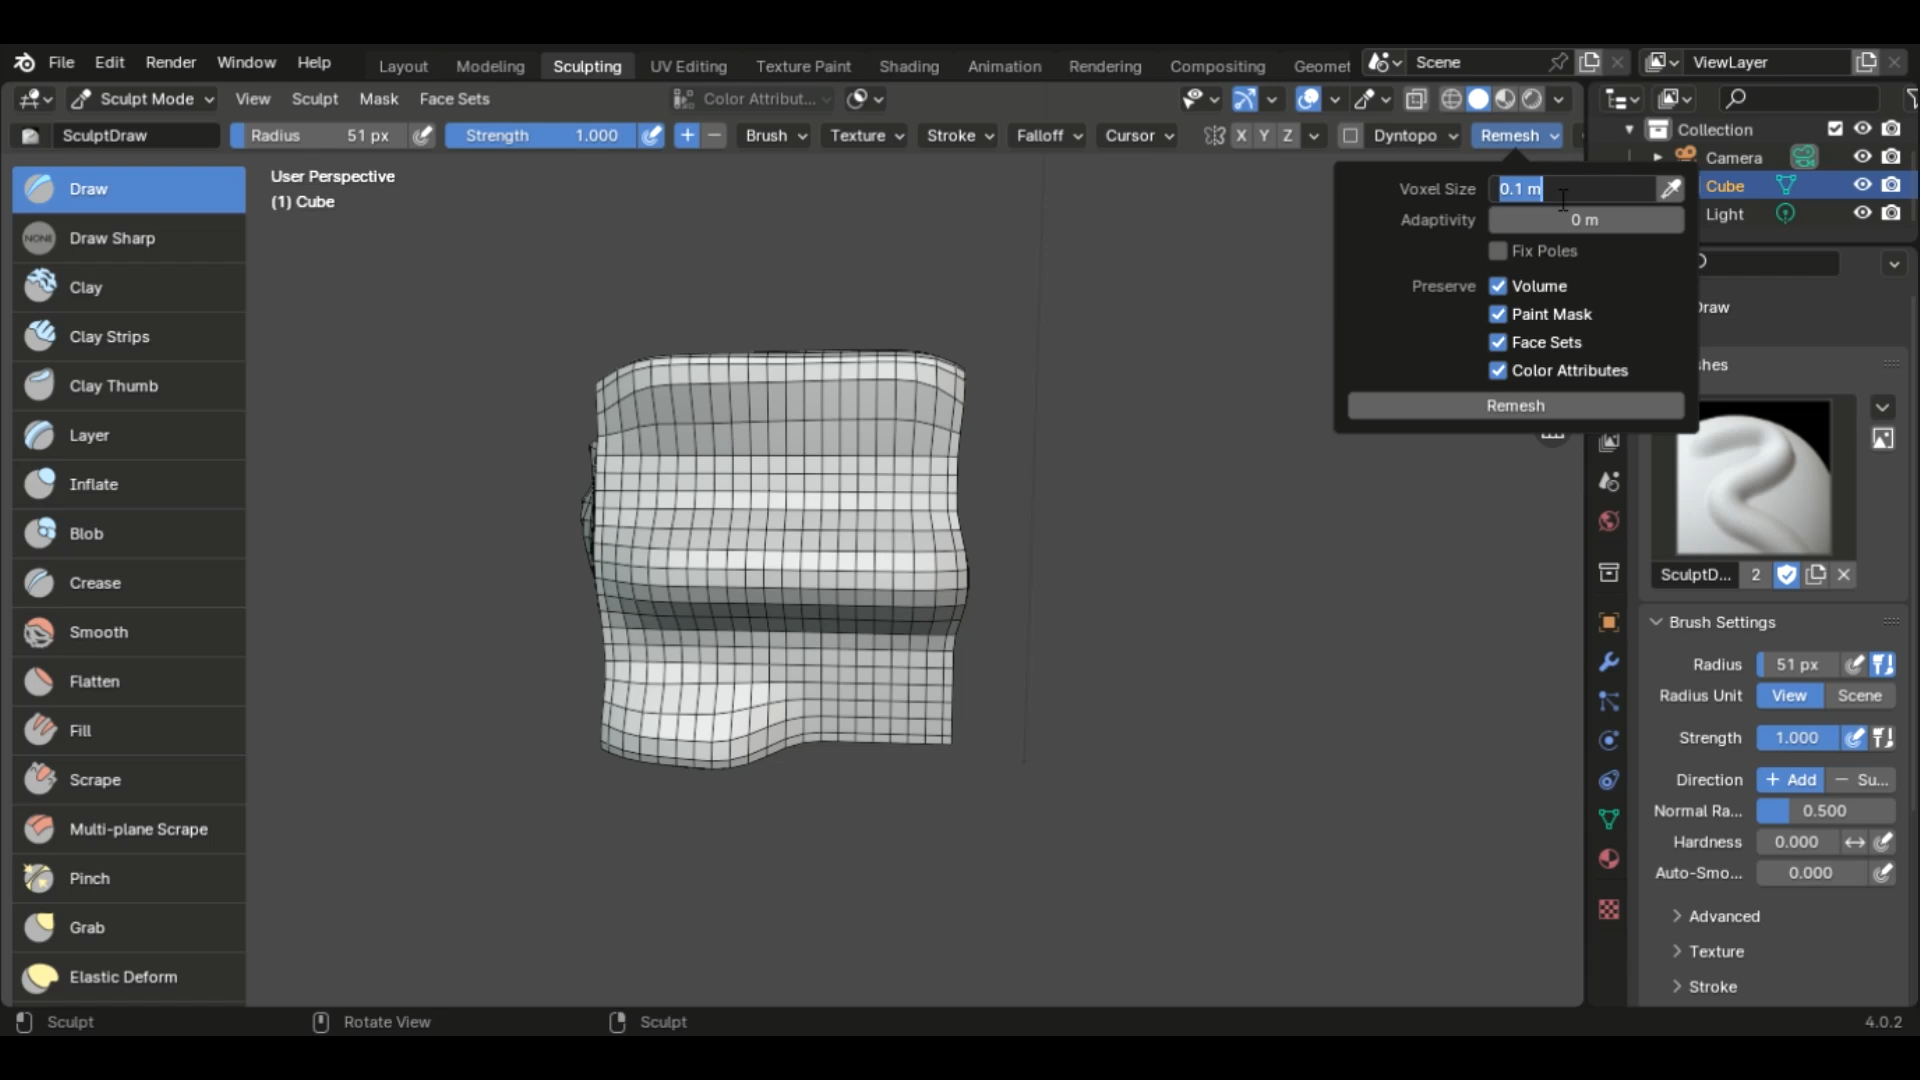 File Edit Render Window Help Layout Modeling Sculpting UV Editing Texture Paint Shading Animation Rendering Compositing Geomet Scene ViewLayer
Sculpt Mode View Sculpt Mask Face Sets Color Attribut...
SculptDraw Radius 51 px Strength 1.000 Brush Texture Stroke Falloff Cursor X Y Z Dyntopo Remesh
Collection
Camera
Cube
Light
User Perspective
(1) Cube
Draw
Draw Sharp
NONE
Clay
Clay Strips
Clay Thumb
Layer
Inflate
Blob
Crease
Smooth
Flatten
Fill
Scrape
Multi-plane Scrape
Pinch
Grab
Elastic Deform
Voxel Size 0.1 m
Adaptivity 0 m
Fix Poles
Preserve Volume
Paint Mask
Face Sets
Color Attributes
Remesh
Draw
shes
SculptD... 2
Brush Settings
Radius 51 px
Radius Unit View Scene
Strength 1.000
Direction + Add − Su...
Normal Ra... 0.500
Hardness 0.000
Auto-Smo... 0.000
Advanced
Texture
Stroke
Sculpt Rotate View Sculpt 4.0.2